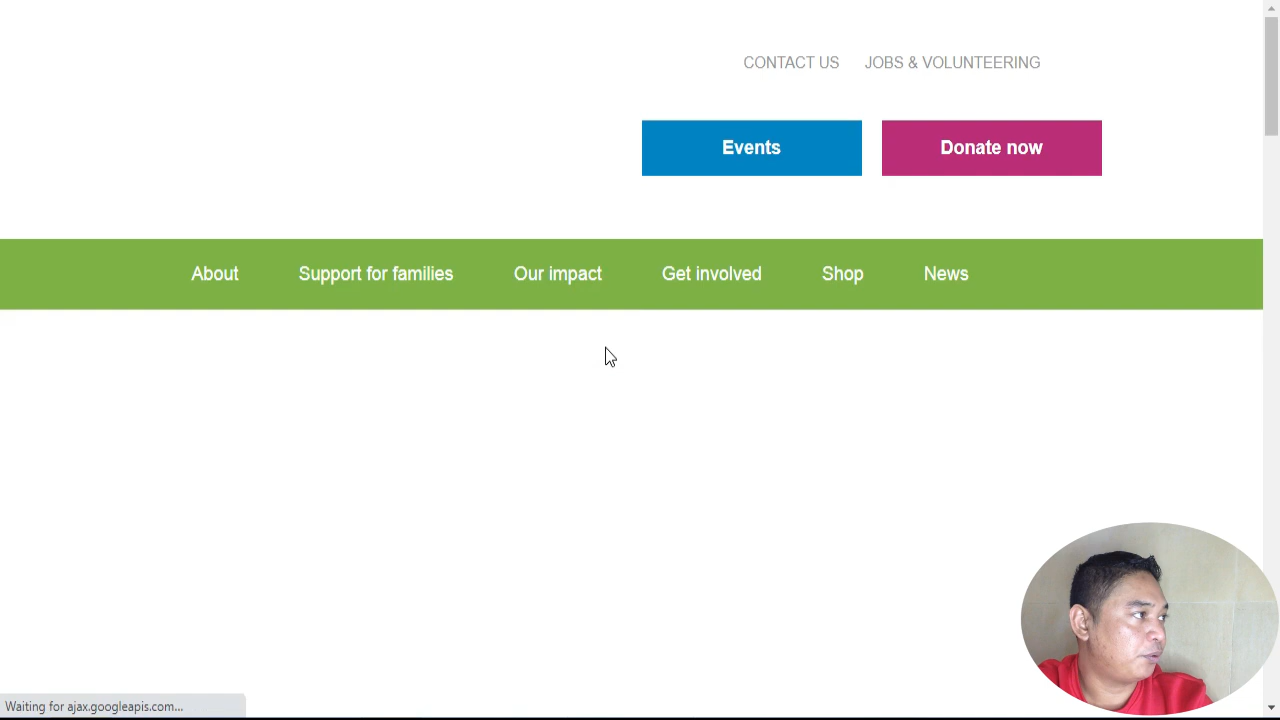 CONTACT US JOBS & VOLUNTEERING
Events Donate now
About Support for families Our impact Get involved Shop News
Waiting for ajax.googleapis.com...